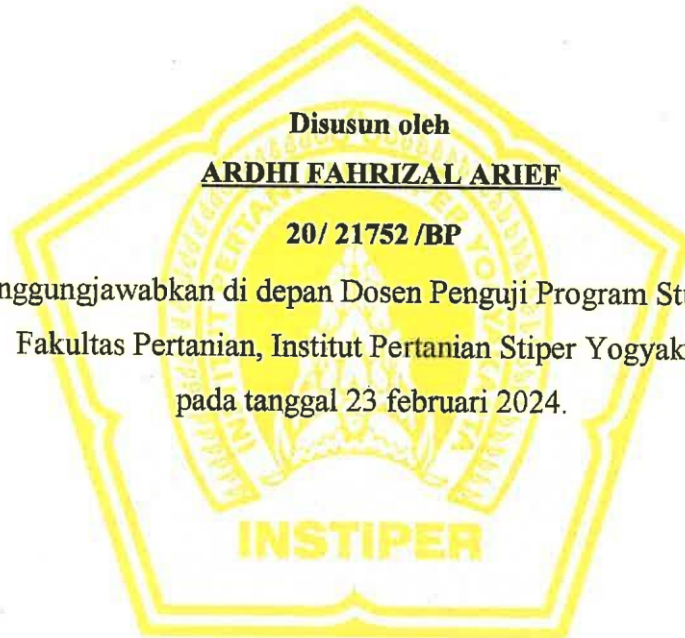 Disusun oleh
ARDHI FAHRIZAL ARIEF
20/ 21752 /BP
nggungjawabkan di depan Dosen Penguji Program Stu
Fakultas Pertanian, Institut Pertanian Stiper Yogyak
pada tanggal 23 februari 2024.
INSTIPER